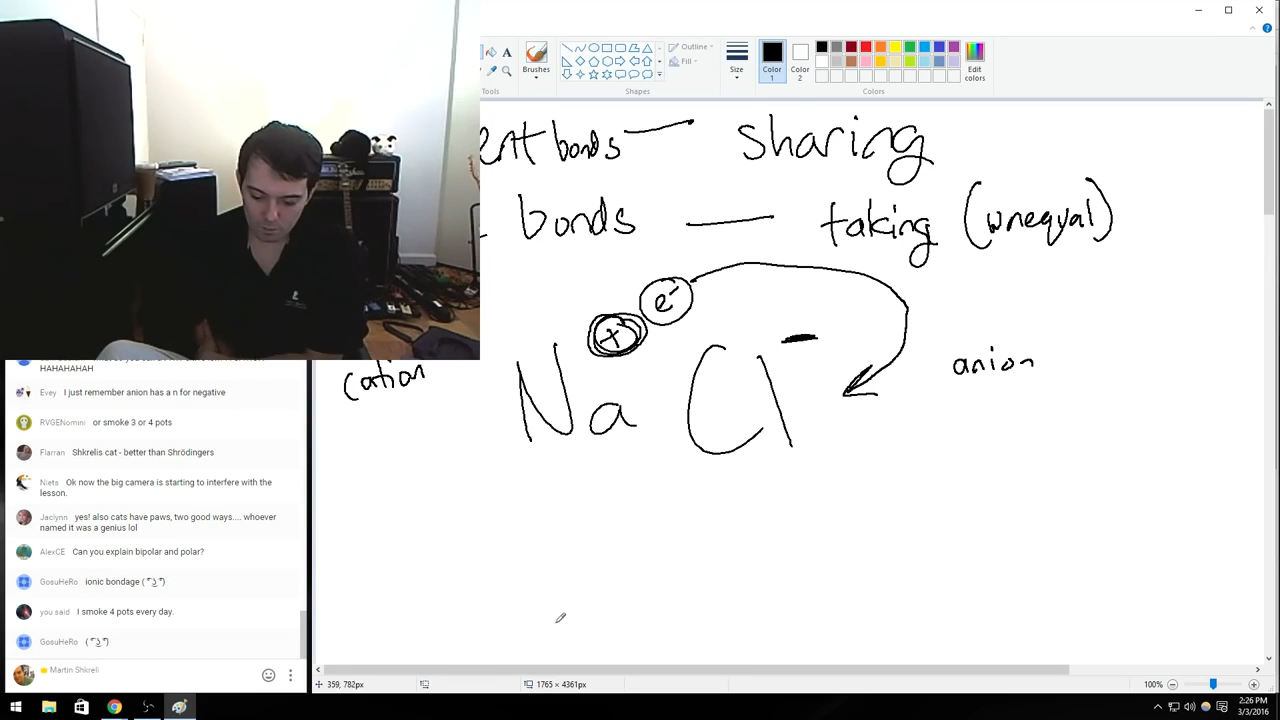 Outline
Fill
Brushes
Size
Color 1
Color 2
Edit colors
Tools
Shapes
Colors
ent bonds — sharing
bonds — taking (unequal)
e-
+
-
cation
Na Cl
anion
HAHAHAHAH
Evey I just remember anion has a n for negative
RVGENomini or smoke 3 or 4 pots
Flarran Shkrelis cat - better than Shrödingers
Niets Ok now the big camera is starting to interfere with the
lesson.
Jaclynn yes! also cats have paws, two good ways.... whoever
named it was a genius lol
AlexCE Can you explain bipolar and polar?
GosuHeRo ionic bondage ( ͡° ͜ʖ ͡°)
you said I smoke 4 pots every day.
GosuHeRo ( ͡° ͜ʖ ͡°)
Martin Shkreli
359, 782px
1765 × 4361px
100%
2:26 PM
3/3/2016